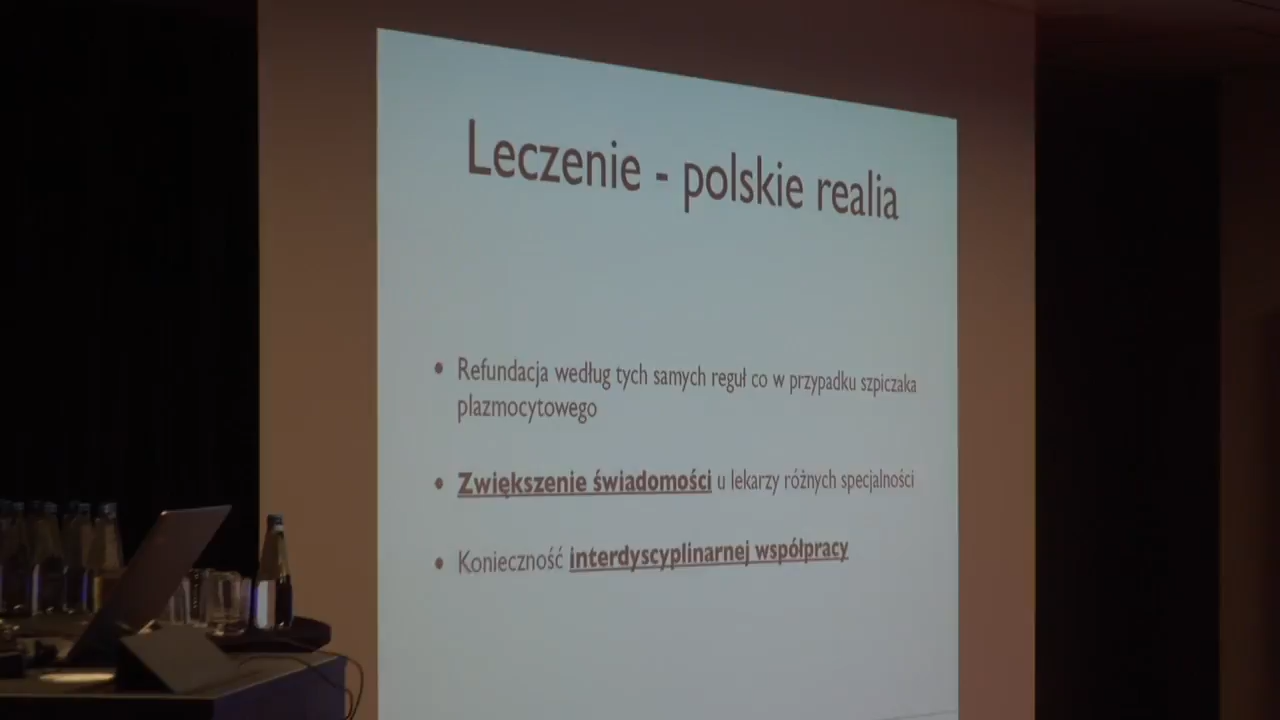 Leczenie - polskie realia
• Refundacja według tych samych reguł co w przypadku szpiczaka
plazmocytowego
• Zwiększenie świadomości u lekarzy różnych specjalności
• Konieczność interdyscyplinarnej współpracy